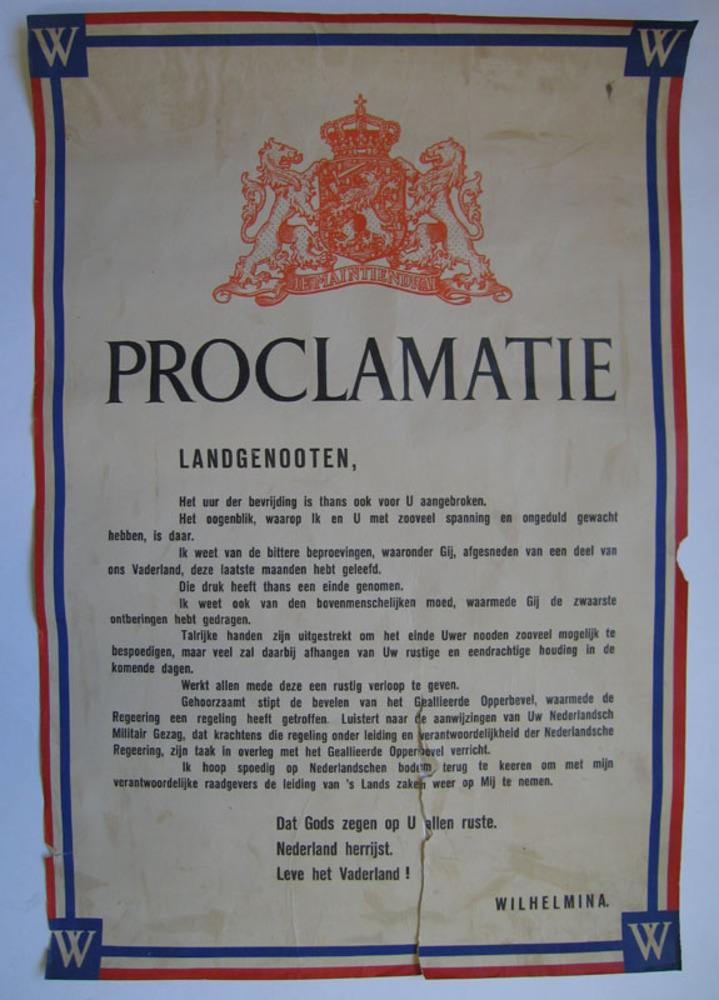 W W
JE MAINTIENDRAI
PROCLAMATIE
LANDGENOOTEN,
Het uur der bevrijding is thans ook voor U aangebroken.
Het oogenblik, waarop Ik en U met zooveel spanning en ongeduld gewacht
hebben, is daar.
Ik weet van de bittere beproevingen, waaronder Gij, afgesneden van een deel van
ons Vaderland, deze laatste maanden hebt geleefd.
Die druk heeft thans een einde genomen.
Ik weet ook van den bovenmenschelijken moed, waarmede Gij de zwaarste
ontberingen hebt gedragen.
Talrijke handen zijn uitgestrekt om het einde Uwer nooden zooveel mogelijk te
bespoedigen, maar veel zal daarbij afhangen van Uw rustige en eendrachtige houding in de
komende dagen.
Werkt allen mede deze een rustig verloop te geven.
Gehoorzaamt stipt de bevelen van het Geallieerde Opperbevel, waarmede de
Regeering een regeling heeft getroffen. Luistert naar de aanwijzingen van Uw Nederlandsch
Militair Gezag, dat krachtens die regeling onder leiding en verantwoordelijkheid der Nederlandsche
Regeering, zijn taak in overleg met het Geallieerde Opperbevel verricht.
Ik hoop spoedig op Nederlandschen bodem terug te keeren om met mijn
verantwoordelijke raadgevers de leiding van 's Lands zaken weer op Mij te nemen.
Dat Gods zegen op U allen ruste.
Nederland herrijst.
Leve het Vaderland !
WILHELMINA.
W W